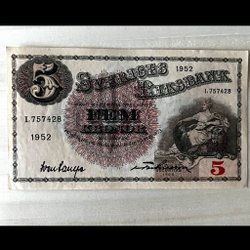 5 SVERIGES RIKSBANK
1952
I.757428
I.757428
FEM
KRONOR
1952
5